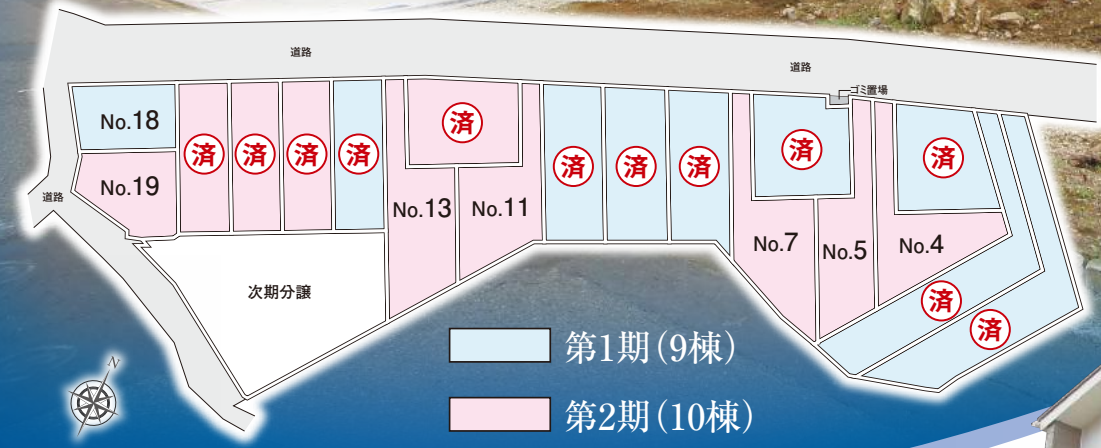 道路
道路
ゴミ置場
No.18
済
済
済
済
済
済
済
済
済
済
No.19
道路
No.13
No.11
No.7
No.5
No.4
次期分譲
済
済
N
第1期(9棟)
第2期(10棟)